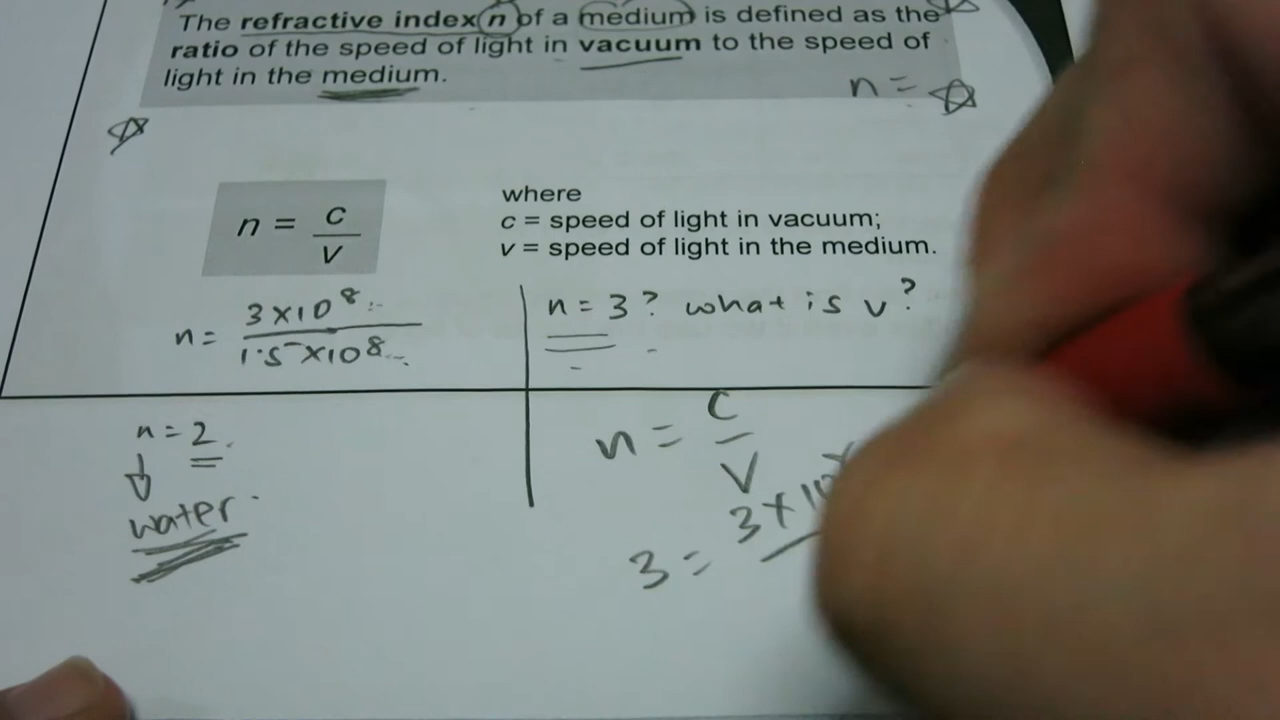 The refractive index n of a medium is defined as the
ratio of the speed of light in vacuum to the speed of
light in the medium.
n =
n = c
v
where
c = speed of light in vacuum;
v = speed of light in the medium.
n = 3×10⁸
1.5×10⁸
n = 3? what is v?
n = 2
water
n = c
v
3 = 3×10